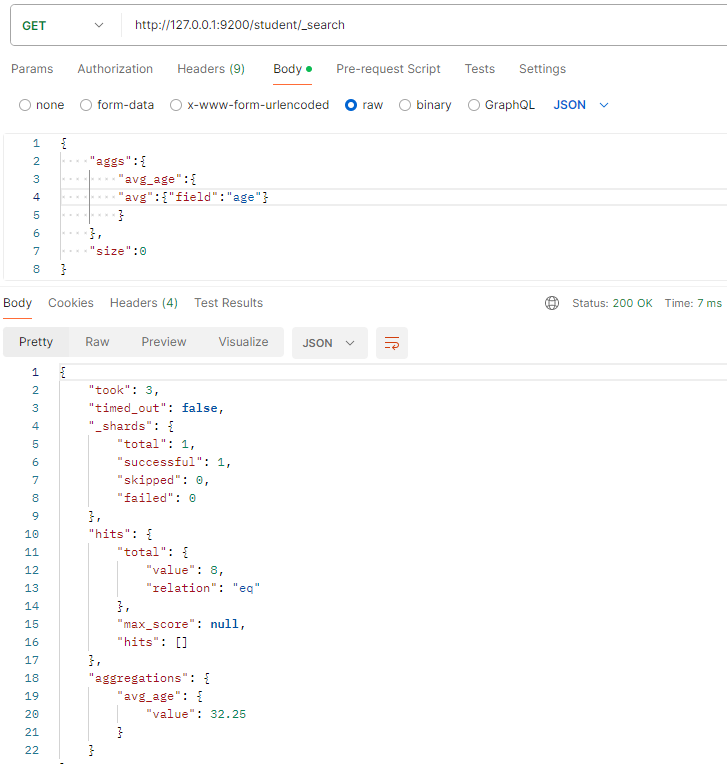 GET http://127.0.0.1:9200/student/_search
Params Authorization Headers (9) Body Pre-request Script Tests Settings
none form-data x-www-form-urlencoded raw binary GraphQL JSON
1 {
2 "aggs":{
3 "avg_age":{
4 "avg":{"field":"age"}
5 }
6 },
7 "size":0
8 }
Body Cookies Headers (4) Test Results Status: 200 OK Time: 7 ms
Pretty Raw Preview Visualize JSON
1 {
2 "took": 3,
3 "timed_out": false,
4 "_shards": {
5 "total": 1,
6 "successful": 1,
7 "skipped": 0,
8 "failed": 0
9 },
10 "hits": {
11 "total": {
12 "value": 8,
13 "relation": "eq"
14 },
15 "max_score": null,
16 "hits": []
17 },
18 "aggregations": {
19 "avg_age": {
20 "value": 32.25
21 }
22 }